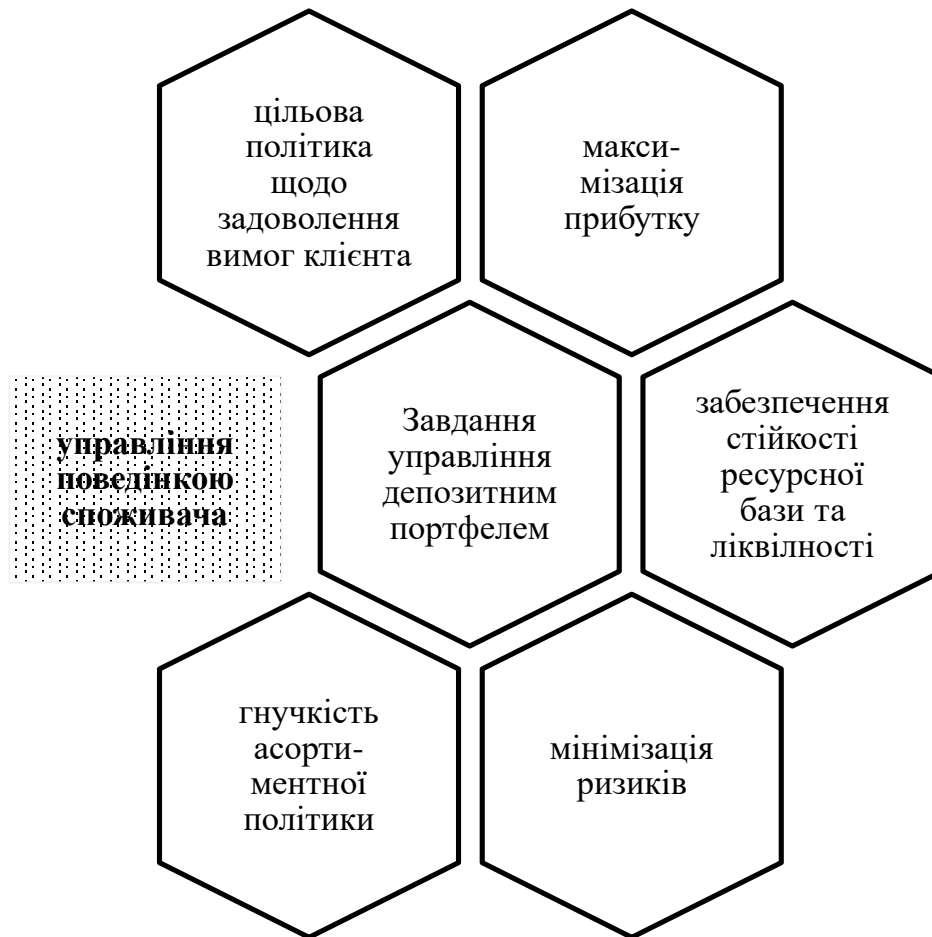 цільова
політика
щодо
задоволення
вимог клієнта
макси-
мізація
прибутку
управління
поведінкою
споживача
Завдання
управління
депозитним
портфелем
забезпечення
стійкості
ресурсної
бази та
ліквілності
гнучкість
асорти-
ментної
політики
мінімізація
ризиків